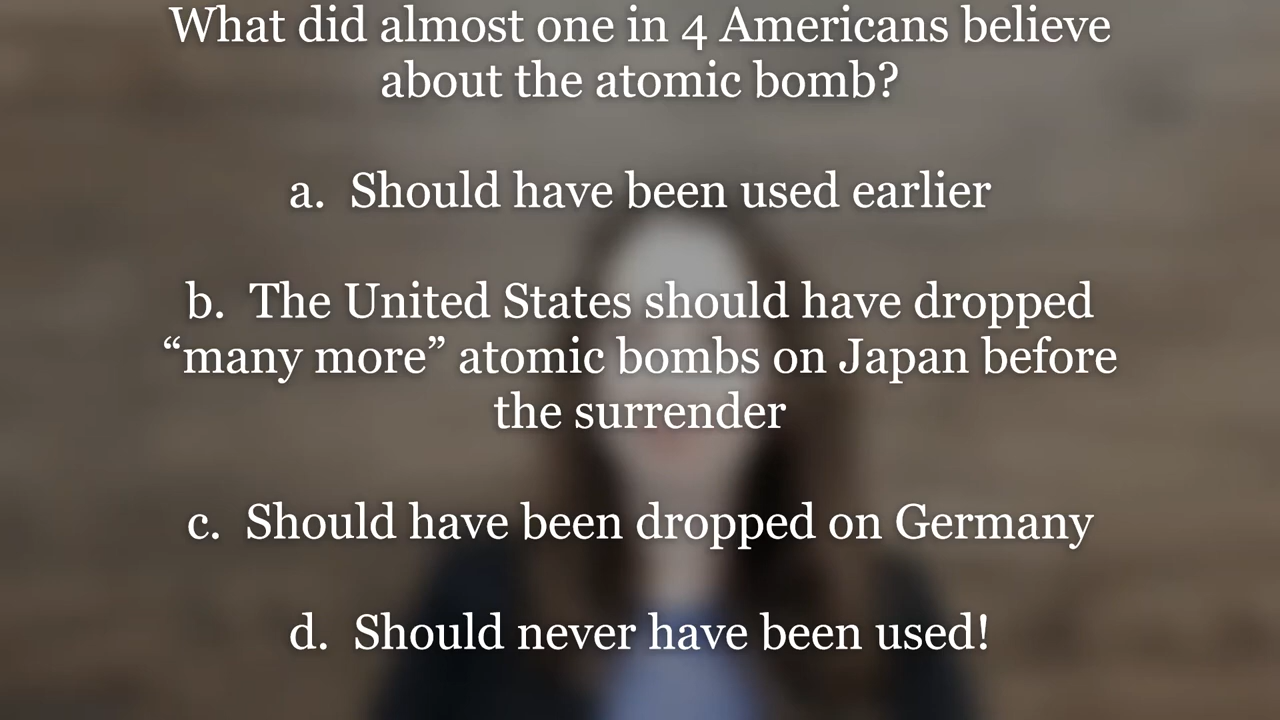 What did almost one in 4 Americans believe
about the atomic bomb?
a. Should have been used earlier
b. The United States should have dropped
“many more” atomic bombs on Japan before
the surrender
c. Should have been dropped on Germany
d. Should never have been used!